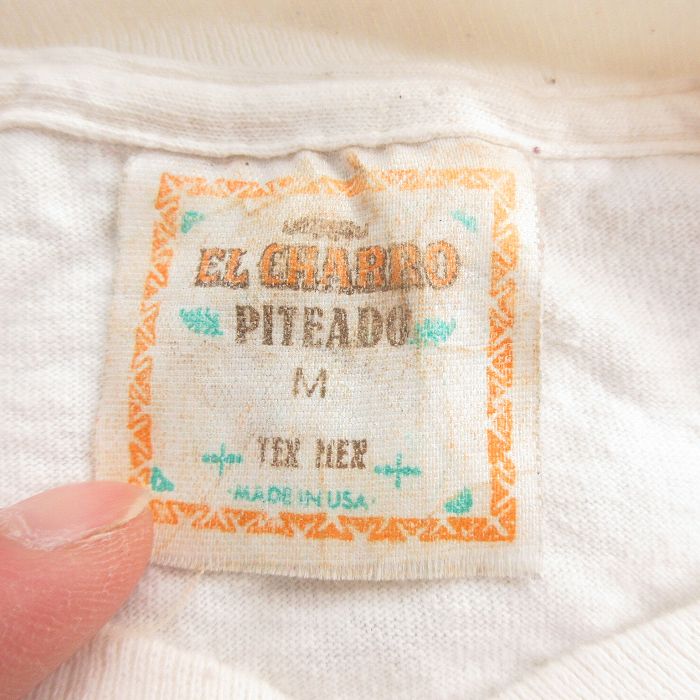 EL CHARRO
PITEADO
M
TEX MEX
MADE IN USA